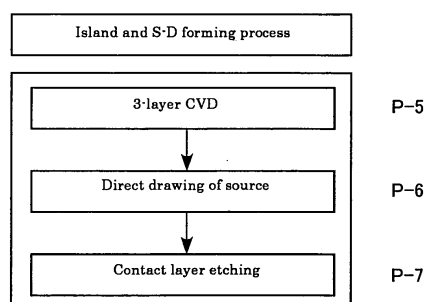 Island and S-D forming process
3-layer CVD
P-5
Direct drawing of source
P-6
Contact layer etching
P-7